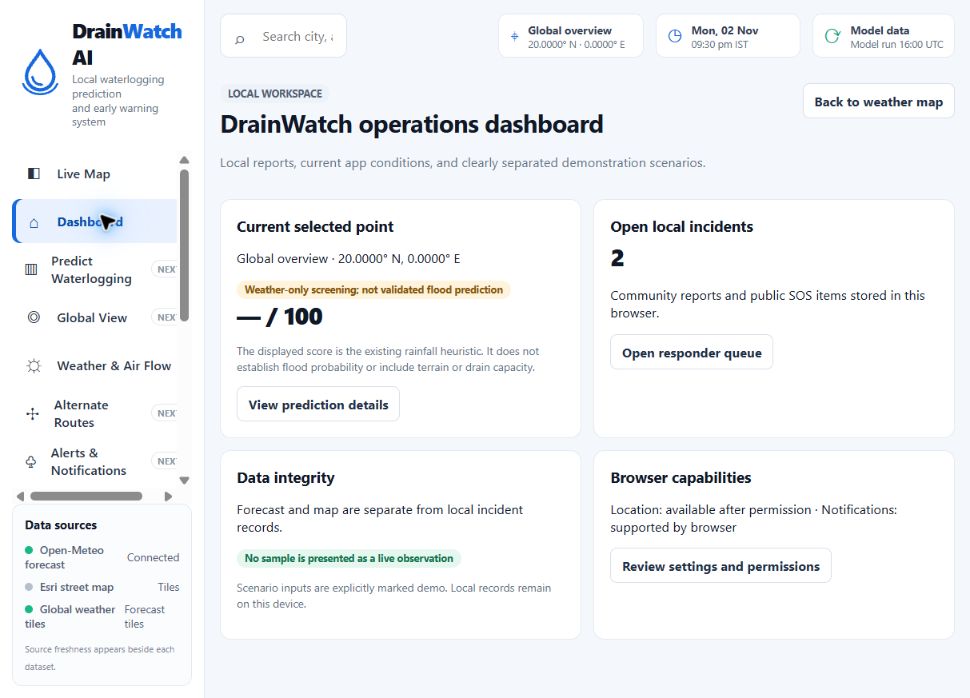 DrainWatch
AI
Local waterlogging
prediction
and early warning
system
Live Map
Dashboard
Predict
Waterlogging
NEXT
Global View
NEXT
Weather & Air Flow
Alternate
Routes
NEXT
Alerts &
Notifications
NEXT
Data sources
Open-Meteo
forecast
Connected
Esri street map
Tiles
Global weather
tiles
Forecast
tiles
Source freshness appears beside each
dataset.
Search city,
Global overview
20.0000° N · 0.0000° E
Mon, 02 Nov
09:30 pm IST
Model data
Model run 16:00 UTC
LOCAL WORKSPACE
DrainWatch operations dashboard
Back to weather map
Local reports, current app conditions, and clearly separated demonstration scenarios.
Current selected point
Global overview · 20.0000° N, 0.0000° E
Weather-only screening: not validated flood prediction
— / 100
The displayed score is the existing rainfall heuristic. It does not
establish flood probability or include terrain or drain capacity.
View prediction details
Open local incidents
2
Community reports and public SOS items stored in this
browser.
Open responder queue
Data integrity
Forecast and map are separate from local incident
records.
No sample is presented as a live observation
Scenario inputs are explicitly marked demo. Local records remain
on this device.
Browser capabilities
Location: available after permission · Notifications:
supported by browser
Review settings and permissions